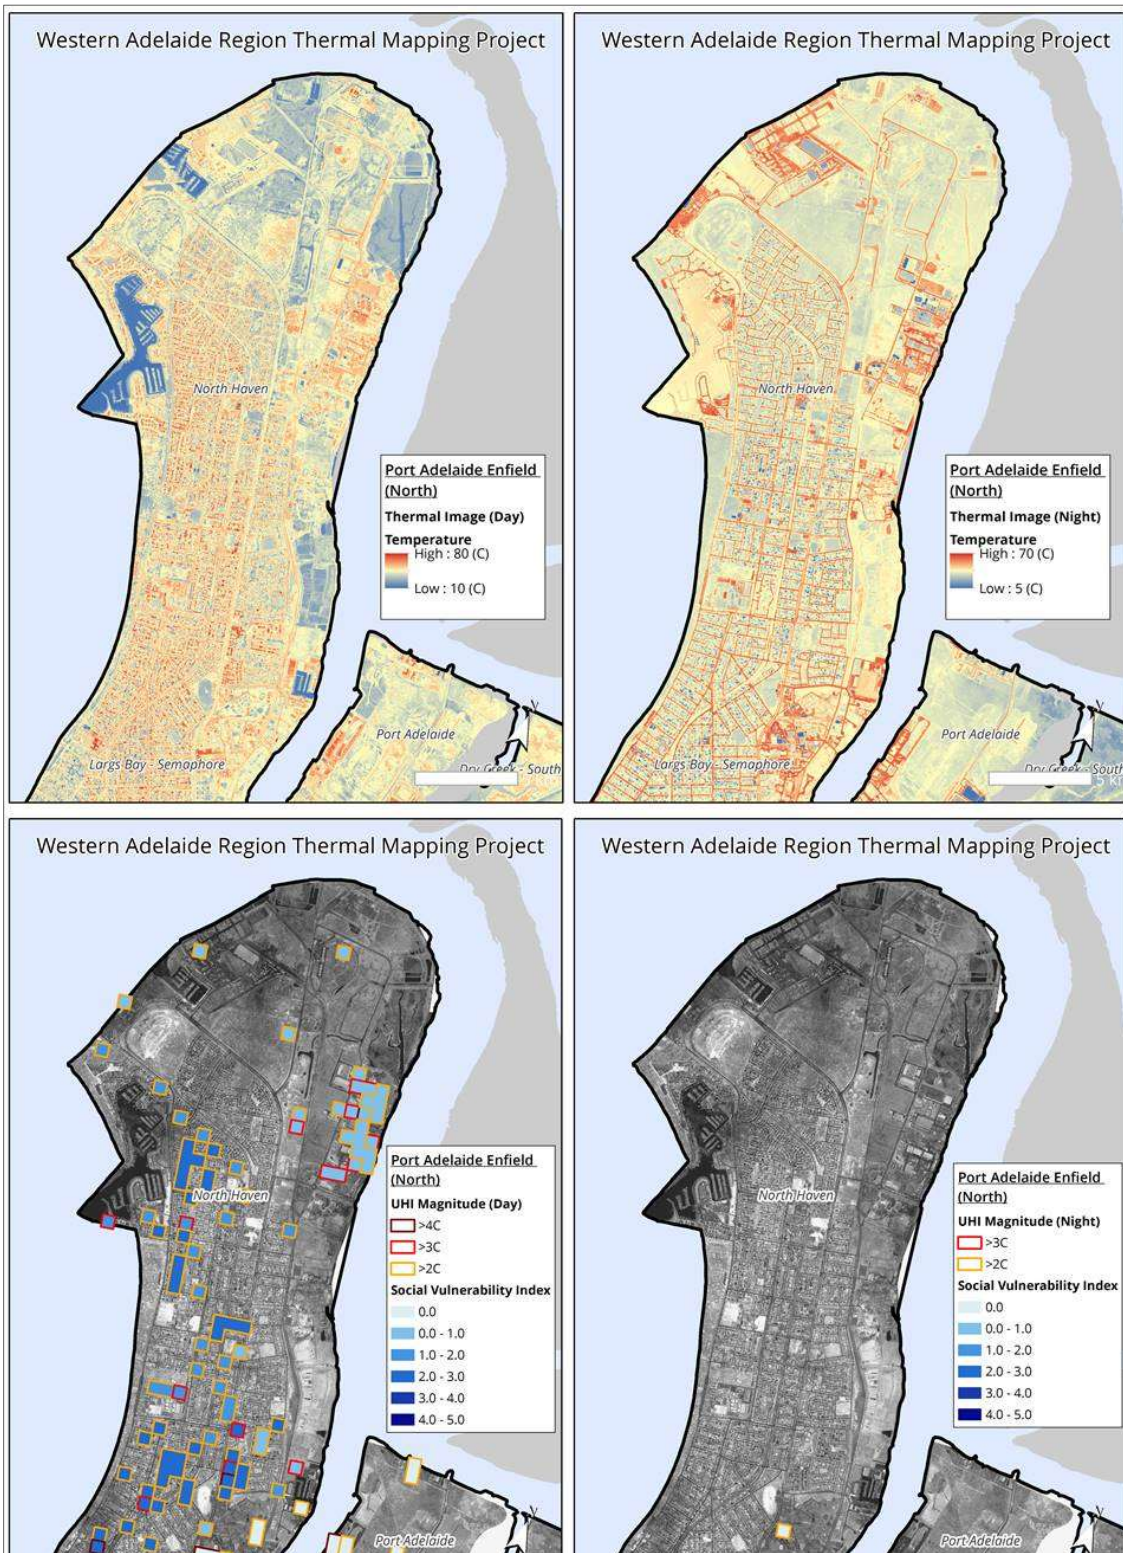 Western Adelaide Region Thermal Mapping Project
North Haven
Port Adelaide Enfield
(North)
Thermal Image (Day)
Temperature
High : 80 (C)
Low : 10 (C)
Port Adelaide
Largs Bay - Semaphore
Dry Creek - South
Western Adelaide Region Thermal Mapping Project
North Haven
Port Adelaide Enfield
(North)
Thermal Image (Night)
Temperature
High : 70 (C)
Low : 5 (C)
Port Adelaide
Largs Bay - Semaphore
Dry Creek - South
Western Adelaide Region Thermal Mapping Project
North Haven
Port Adelaide Enfield
(North)
UHI Magnitude (Day)
>4C
>3C
>2C
Social Vulnerability Index
0.0
0.0 - 1.0
1.0 - 2.0
2.0 - 3.0
3.0 - 4.0
4.0 - 5.0
Port Adelaide
Western Adelaide Region Thermal Mapping Project
North Haven
Port Adelaide Enfield
(North)
UHI Magnitude (Night)
>3C
>2C
Social Vulnerability Index
0.0
0.0 - 1.0
1.0 - 2.0
2.0 - 3.0
3.0 - 4.0
4.0 - 5.0
Port Adelaide